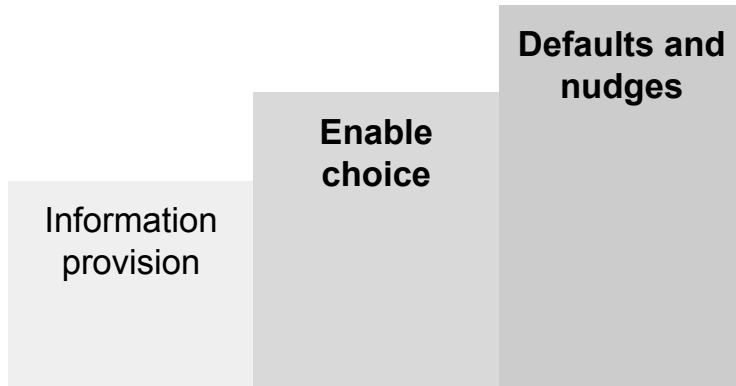 Information
provision
Enable
choice
Defaults and
nudges